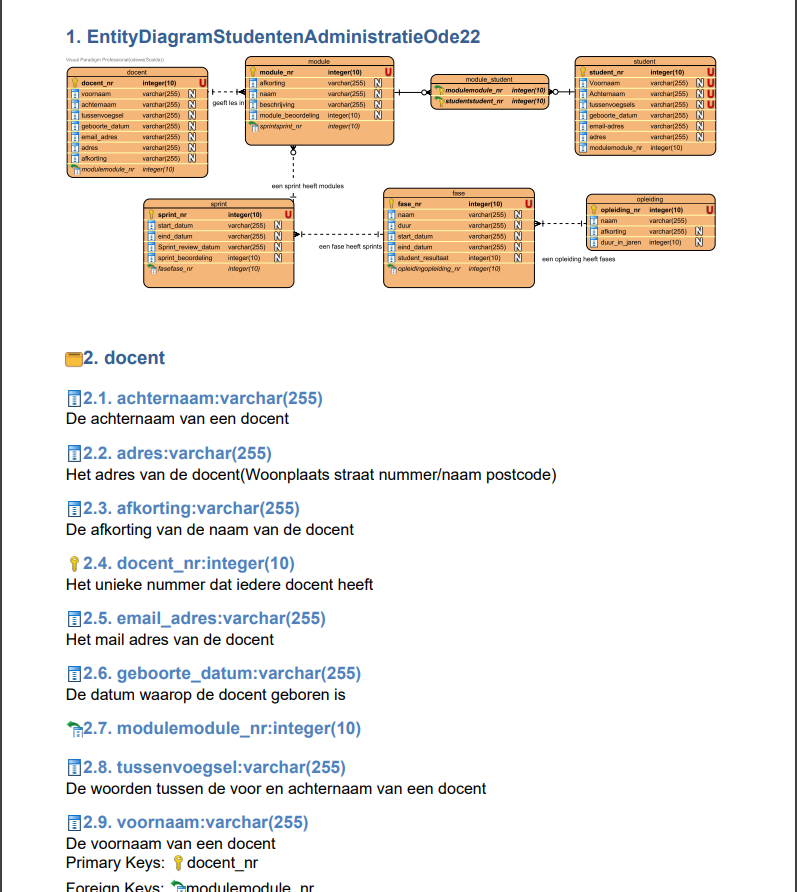 1. EntityDiagramStudentenAdministratieOde22
Visual Paradigm Professional(odewe(Scalda))
docent
docent_nr integer(10) U
voornaam varchar(255) N
achternaam varchar(255) N
tussenvoegsel varchar(255) N
geboorte_datum varchar(255) N
email_adres varchar(255) N
adres varchar(255) N
afkorting varchar(255) N
modulemodule_nr integer(10)
geeft les in
module
module_nr integer(10) U
afkorting varchar(255) N
naam varchar(255) N
beschrijving varchar(255) N
module_beoordeling integer(10) N
sprintsprint_nr integer(10)
module_student
modulemodule_nr integer(10)
studentstudent_nr integer(10)
student
student_nr integer(10) U
Voornaam varchar(255) N U
Achternaam varchar(255) N U
tussenvoegsels varchar(255) N U
geboorte_datum varchar(255) N
email-adres varchar(255) N
adres varchar(255) N
modulemodule_nr integer(10)
een sprint heeft modules
sprint
sprint_nr integer(10) U
start_datum varchar(255) N
eind_datum varchar(255) N
Sprint_review_datum varchar(255) N
sprint_beoordeling integer(10) N
fasefase_nr integer(10)
een fase heeft sprints
fase
fase_nr integer(10) U
naam varchar(255) N
duur varchar(255) N
start_datum varchar(255) N
eind_datum varchar(255) N
student_resultaat integer(10) N
opleidingopleiding_nr integer(10)
een opleiding heeft fases
opleiding
opleiding_nr integer(10) U
naam varchar(255)
afkorting varchar(255) N
duur_in_jaren integer(10) N
2. docent
2.1. achternaam:varchar(255)
De achternaam van een docent
2.2. adres:varchar(255)
Het adres van de docent(Woonplaats straat nummer/naam postcode)
2.3. afkorting:varchar(255)
De afkorting van de naam van de docent
2.4. docent_nr:integer(10)
Het unieke nummer dat iedere docent heeft
2.5. email_adres:varchar(255)
Het mail adres van de docent
2.6. geboorte_datum:varchar(255)
De datum waarop de docent geboren is
2.7. modulemodule_nr:integer(10)
2.8. tussenvoegsel:varchar(255)
De woorden tussen de voor en achternaam van een docent
2.9. voornaam:varchar(255)
De voornaam van een docent
Primary Keys: docent_nr
Foreign Keys: modulemodule_nr